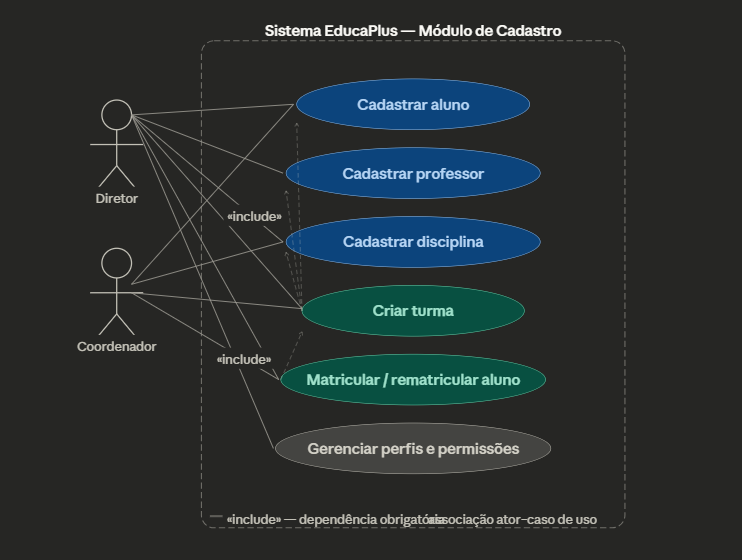 Sistema EducaPlus — Módulo de Cadastro
Cadastrar aluno
Cadastrar professor
Diretor
«include»
Cadastrar disciplina
Criar turma
Coordenador
«include»
Matricular / rematricular aluno
Gerenciar perfis e permissões
«include» — dependência obrigatória associação ator–caso de uso